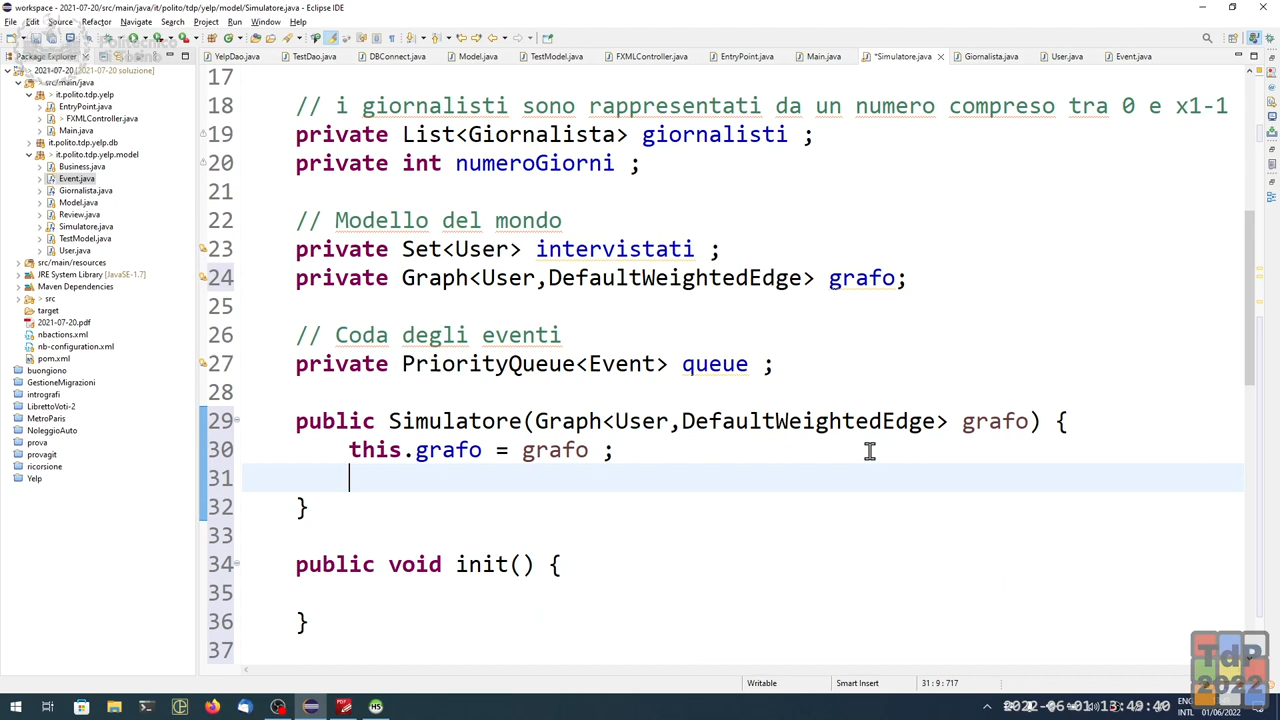 workspace - 2021-07-20/src/main/java/it/polito/tdp/yelp/model/Simulatore.java - Eclipse IDE
File Edit Source Refactor Navigate Search Project Run Window Help
Package Explorer
YelpDao.java TestDao.java DBConnect.java Model.java TestModel.java FXMLController.java EntryPoint.java Main.java *Simulatore.java Giornalista.java User.java Event.java
2021-07-20 [2021-07-20 soluzione]
src/main/java
it.polito.tdp.yelp
EntryPoint.java
FXMLController.java
Main.java
it.polito.tdp.yelp.db
it.polito.tdp.yelp.model
Business.java
Event.java
Giornalista.java
Model.java
Review.java
Simulatore.java
TestModel.java
User.java
src/main/resources
JRE System Library [JavaSE-1.7]
Maven Dependencies
src
target
2021-07-20.pdf
nbactions.xml
nb-configuration.xml
pom.xml
buongiono
GestioneMigrazioni
intrografi
LibrettoVoti-2
MetroParis
NoleggioAuto
prova
provagit
ricorsione
Yelp
17
18 // i giornalisti sono rappresentati da un numero compreso tra 0 e x1-1
19 private List<Giornalista> giornalisti ;
20 private int numeroGiorni ;
21
22 // Modello del mondo
23 private Set<User> intervistati ;
24 private Graph<User,DefaultWeightedEdge> grafo;
25
26 // Coda degli eventi
27 private PriorityQueue<Event> queue ;
28
29 public Simulatore(Graph<User,DefaultWeightedEdge> grafo) {
30 this.grafo = grafo ;
31
32 }
33
34 public void init() {
35
36 }
37
Writable Smart Insert 31 : 9 : 717
TdP
2022
2022-06-01 13:49:40
ENG
INTL
01/06/2022